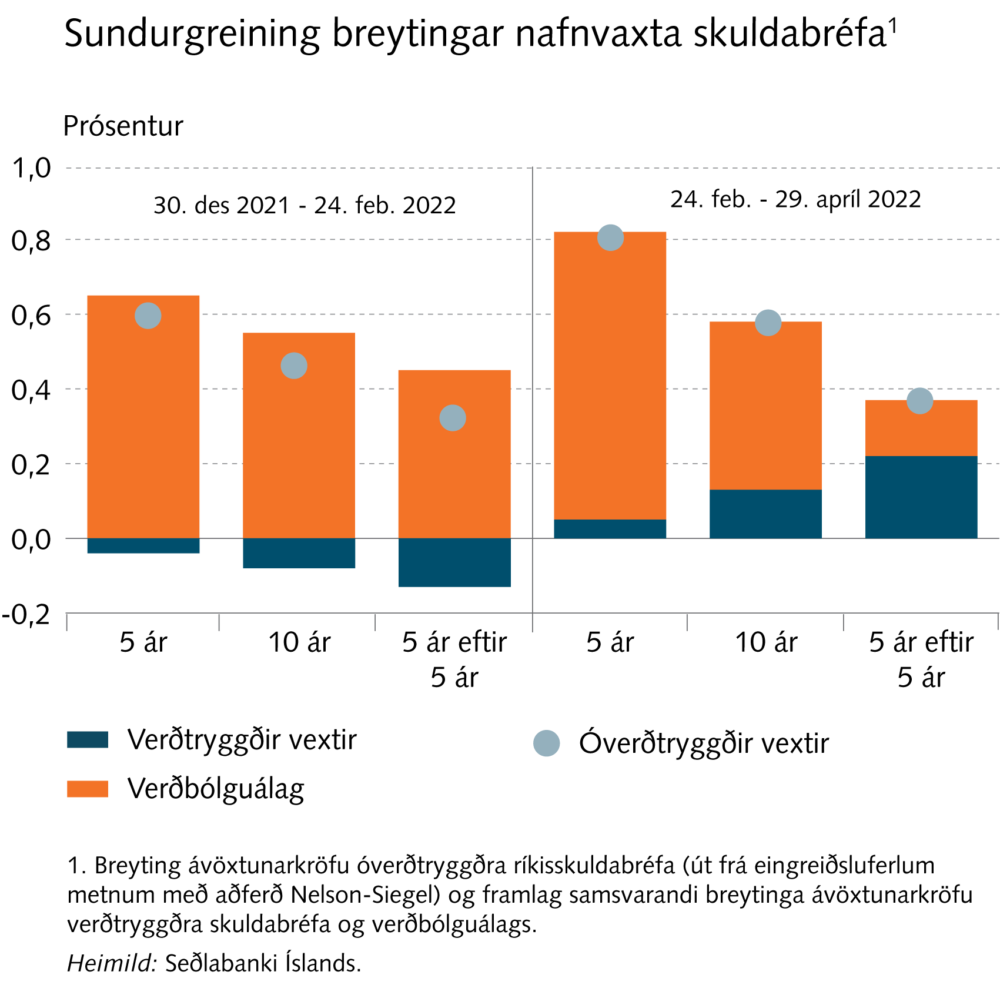 Sundurgreining breytingar nafnvaxta skuldabréfa¹
Prósentur
1,0
0,8
0,6
0,4
0,2
0,0
-0,2
30. des 2021 - 24. feb. 2022
24. feb. - 29. apríl 2022
5 ár
10 ár
5 ár eftir
5 ár
5 ár
10 ár
5 ár eftir
5 ár
Verðtryggðir vextir
Verðbólguálag
Óverðtryggðir vextir
1. Breyting ávöxtunarkröfu óverðtryggðra ríkisskuldabréfa (út frá eingreiðsluferlum
metnum með aðferð Nelson-Siegel) og framlag samsvarandi breytinga ávöxtunarkröfu
verðtryggðra skuldabréfa og verðbólguálags.
Heimild: Seðlabanki Íslands.